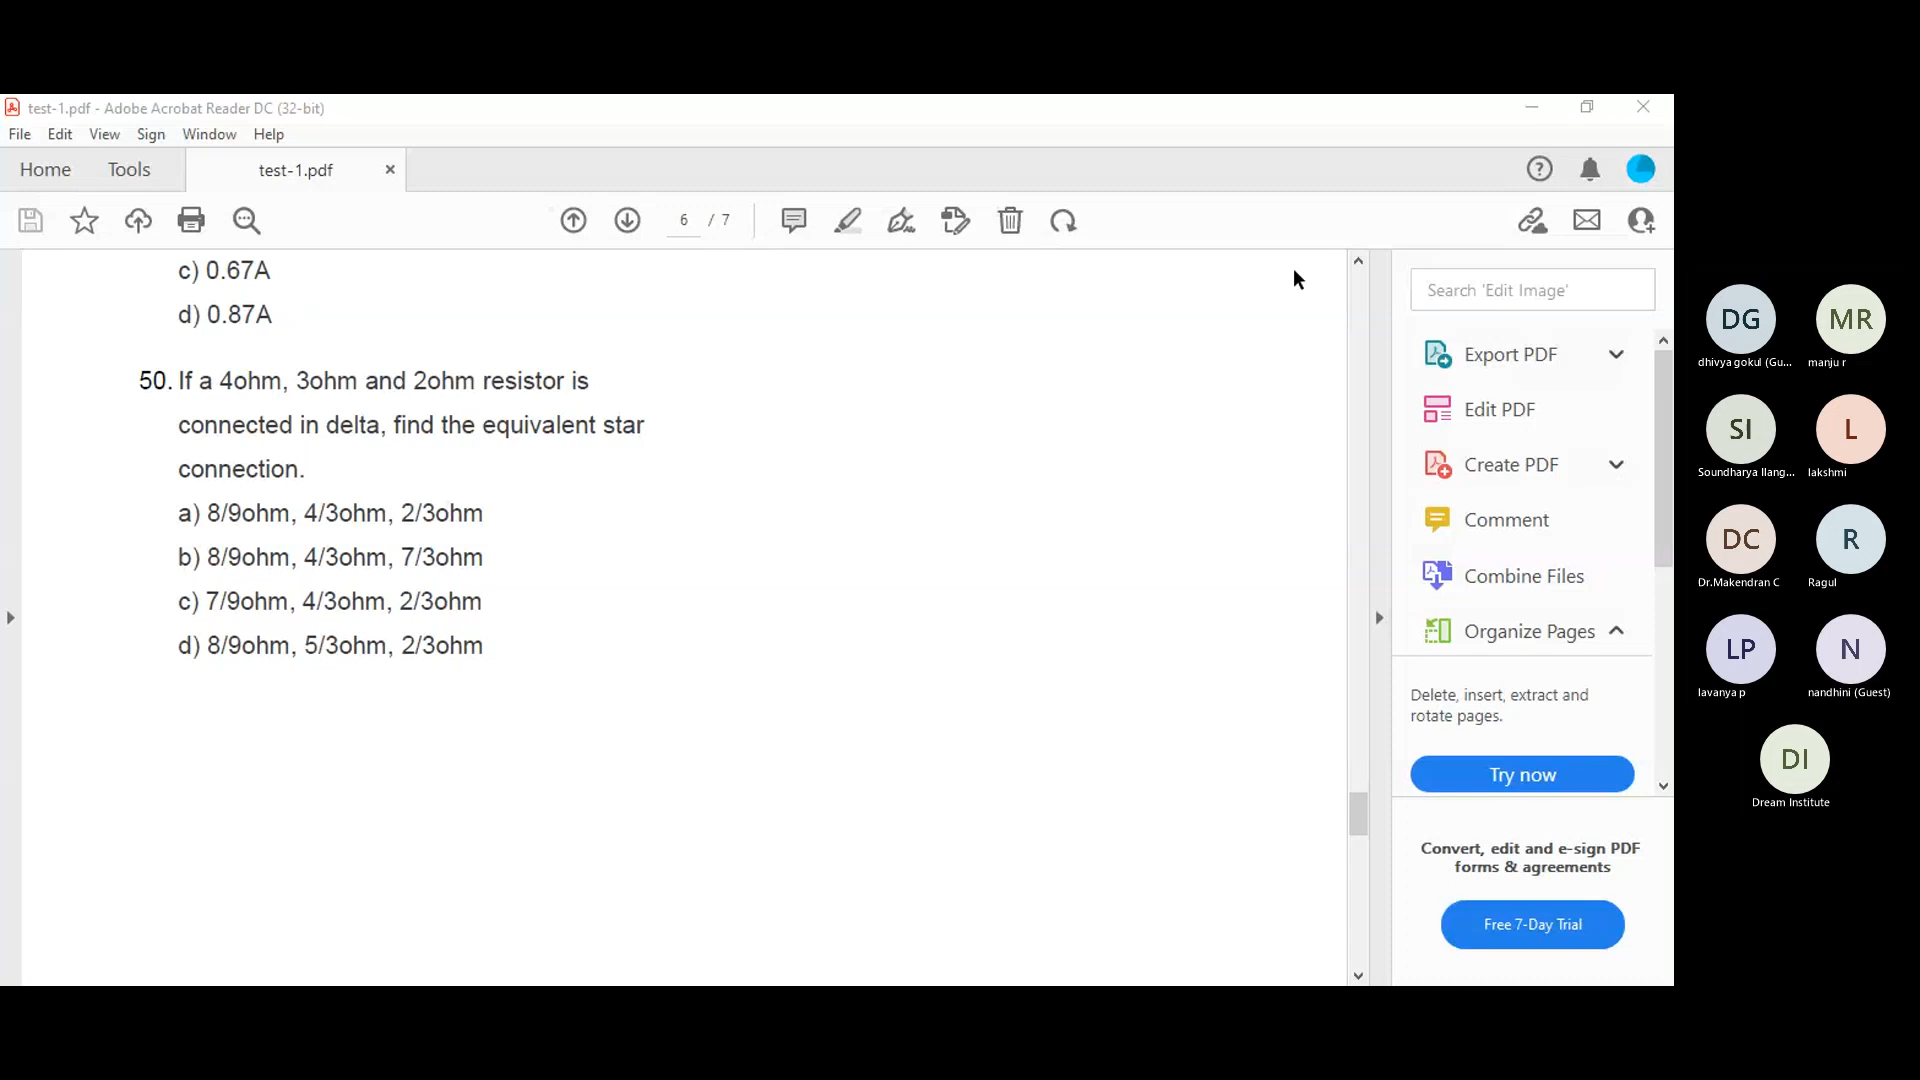 test-1.pdf - Adobe Acrobat Reader DC (32-bit)
File Edit View Sign Window Help
Home Tools test-1.pdf
6 / 7
c) 0.67A
d) 0.87A
50. If a 4ohm, 3ohm and 2ohm resistor is
connected in delta, find the equivalent star
connection.
a) 8/9ohm, 4/3ohm, 2/3ohm
b) 8/9ohm, 4/3ohm, 7/3ohm
c) 7/9ohm, 4/3ohm, 2/3ohm
d) 8/9ohm, 5/3ohm, 2/3ohm
Search 'Edit Image'
Export PDF
Edit PDF
Create PDF
Comment
Combine Files
Organize Pages
Delete, insert, extract and
rotate pages.
Try now
Convert, edit and e-sign PDF
forms & agreements
Free 7-Day Trial
DG MR
dhivya gokul (Gu... manju r
SI L
Soundharya Ilang... lakshmi
DC R
Dr.Makendran C Ragul
LP N
lavanya p nandhini (Guest)
DI
Dream Institute